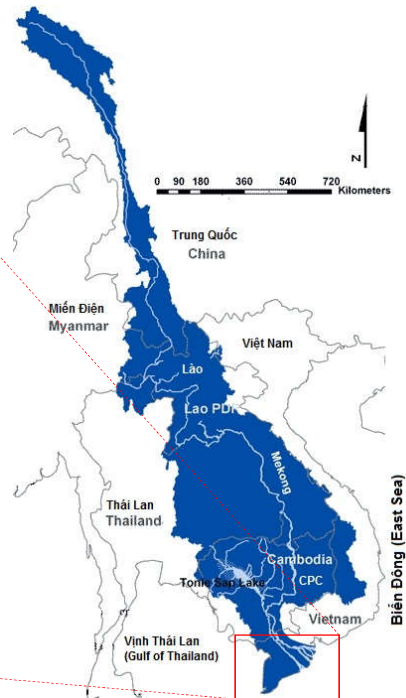 N
0 90 180 360 540 720
Kilometers
Trung Quốc
China
Miến Điện
Myanmar
Việt Nam
Lào
Lao PDR
Mekong
Thái Lan
Thailand
Cambodia
CPC
Tonle Sap Lake
Vietnam
Vịnh Thái Lan
(Gulf of Thailand)
Biển Đông (East Sea)